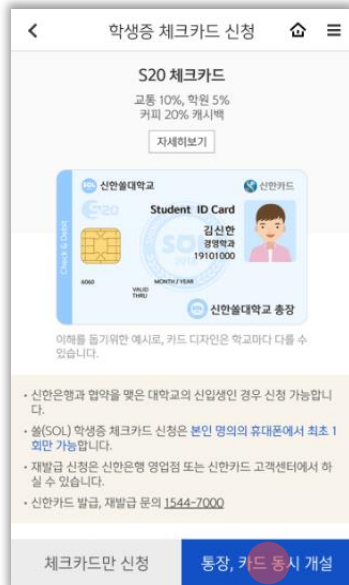 학생증 체크카드 신청
S20 체크카드
교통 10%, 학원 5%
커피 20% 캐시백
자세히보기
SOL 신한쏠대학교
신한카드
S20
Student ID Card
김신한
경영학과
19101000
Check & Debit
6060
MONTH / YEAR
VALID
THRU
신한쏠대학교 총장
이해를 돕기위한 예시로, 카드 디자인은 학교마다 다를 수
있습니다.
• 신한은행과 협약을 맺은 대학교의 신입생인 경우 신청 가능합니
다.
• 쏠(SOL) 학생증 체크카드 신청은 본인 명의의 휴대폰에서 최초 1
회만 가능합니다.
• 재발급 신청은 신한은행 영업점 또는 신한카드 고객센터에서 하
실 수 있습니다.
• 신한카드 발급, 재발급 문의 1544-7000
체크카드만 신청
통장, 카드 동시 개설